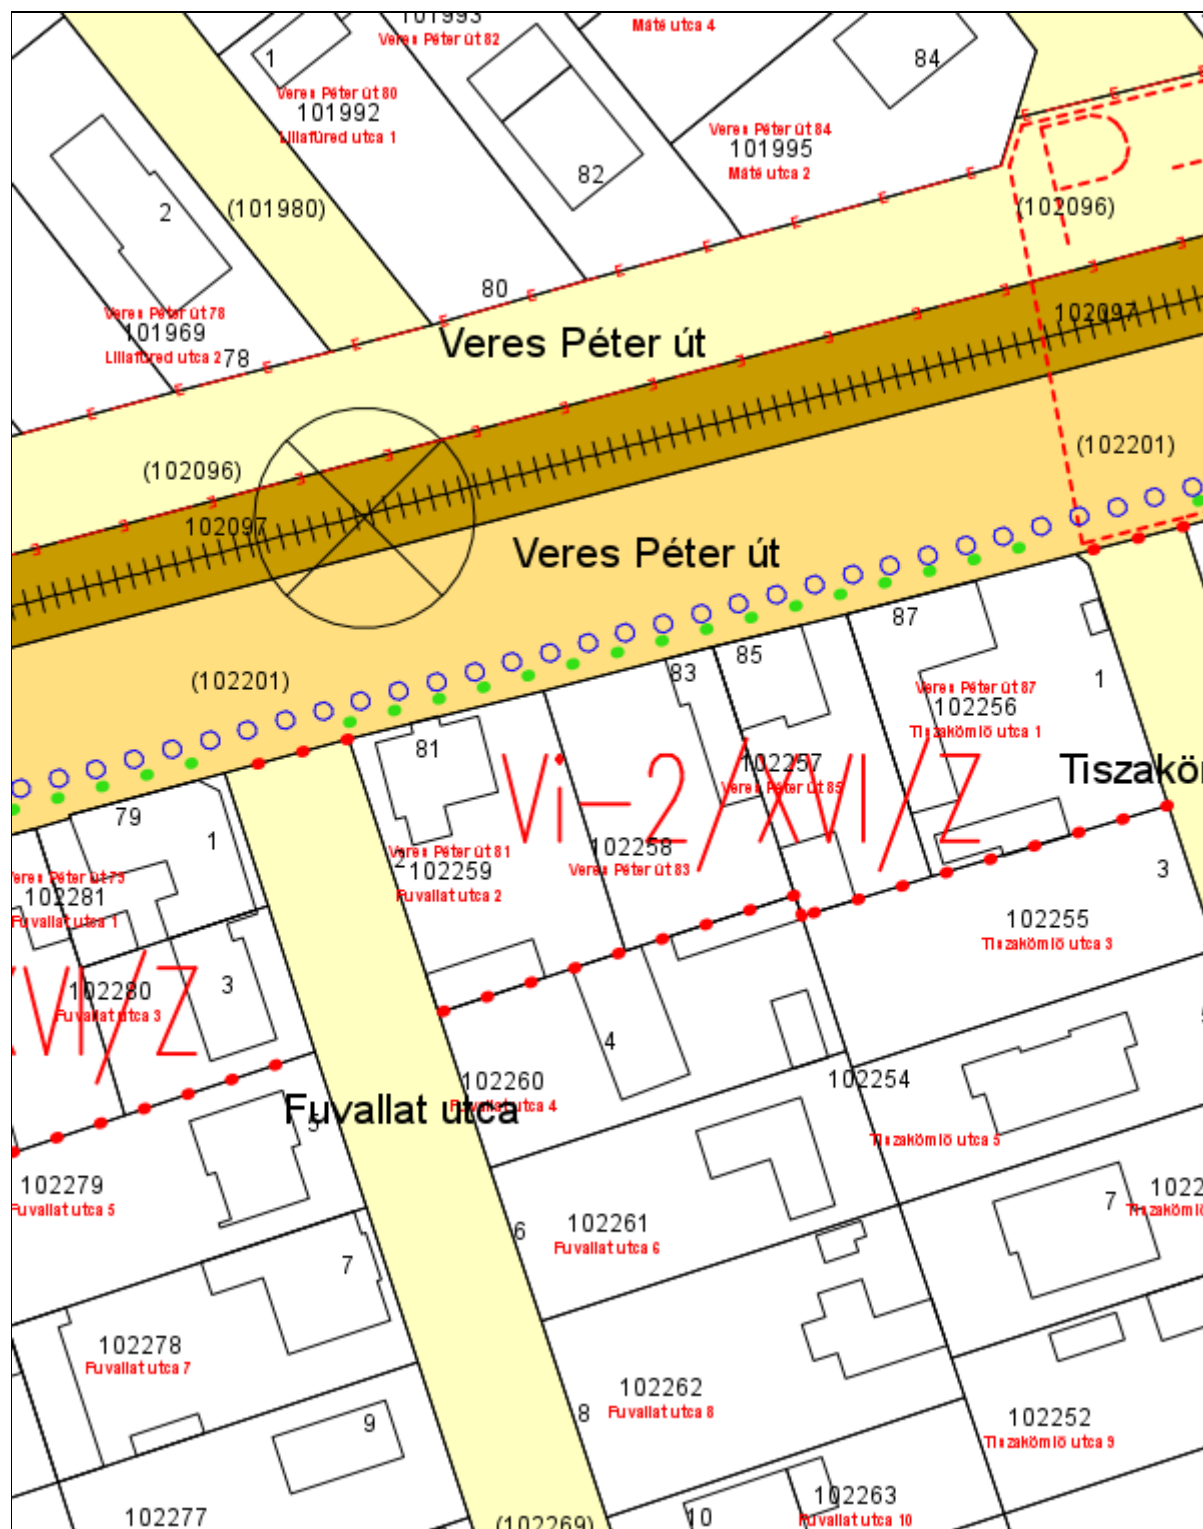 101993
Veres Péter út 82
Máté utca 4
1
84
Veres Péter út 80
101992
Lillafüred utca 1
Veres Péter út 84
101995
Máté utca 2
82
2
(101980)
(102096)
80
Veres Péter út 78
101969
Lillafüred utca 2
78
Veres Péter út
102097
(102096)
(102201)
102097
Veres Péter út
(102201)
87
85
83
Veres Péter út 87
102256
Tiszakömlő utca 1
1
81
Vi-2/XVI/Z
102257
Veres Péter út 85
Tiszakör
79
1
2
Veres Péter út 81
102259
Fuvallat utca 2
102258
Veres Péter út 83
3
102281
Fuvallat utca 1
102255
Tiszakömlő utca 3
XVI/Z
102280
Fuvallat utca 3
3
4
5
102260
Fuvallat utca 4
102254
Tiszakömlő utca 5
Fuvallat utca
5
102279
Fuvallat utca 5
6
102261
Fuvallat utca 6
7
7
102278
Fuvallat utca 7
102262
Fuvallat utca 8
8
9
102252
Tiszakömlő utca 9
102277
(102269)
10
102263
Fuvallat utca 10